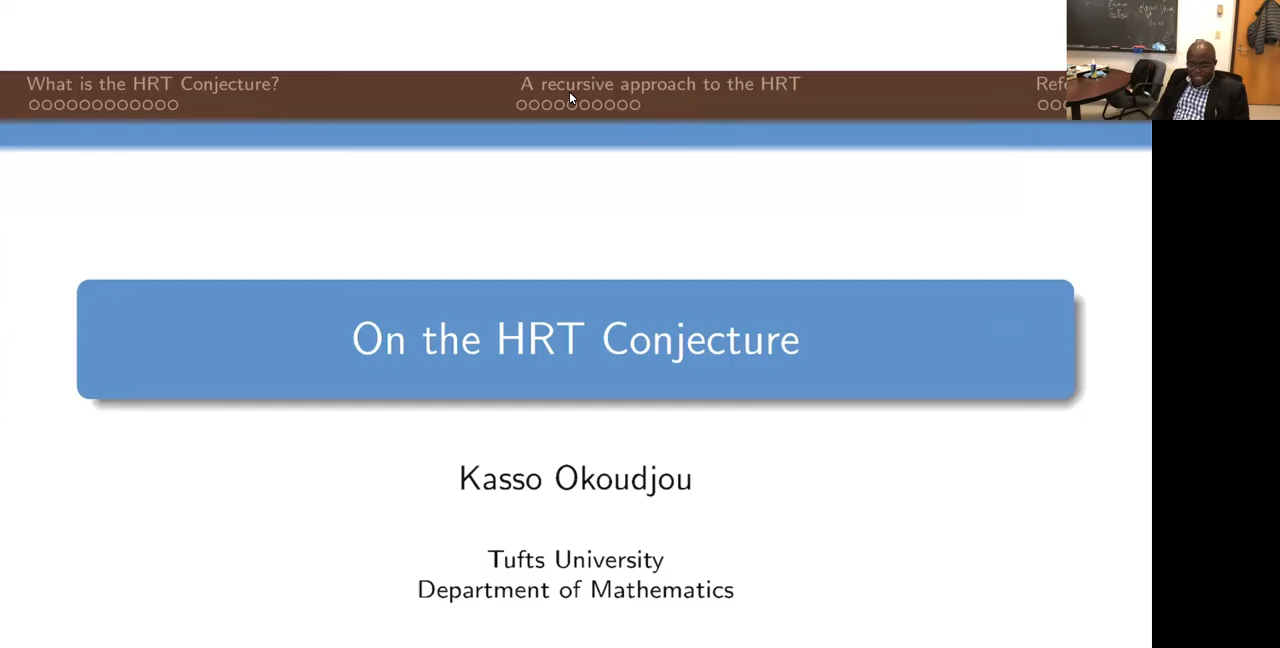 What is the HRT Conjecture?
A recursive approach to the HRT
On the HRT Conjecture
Kasso Okoudjou
Tufts University
Department of Mathematics